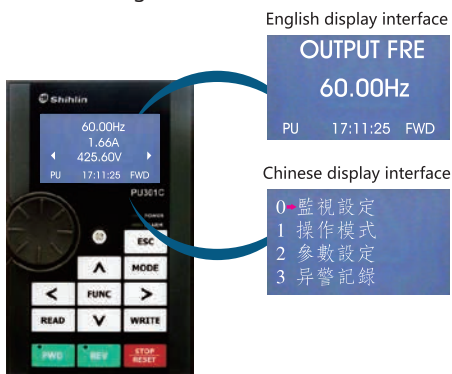 English display interface
OUTPUT FRE
60.00Hz
PU 17:11:25 FWD
Shihlin
60.00Hz
1.66A
425.60V
PU 17:11:25 FWD
PU301C
POWER
ESC
MODE
< FUNC >
READ WRITE
FWD REV STOP RESET
Chinese display interface
0 監視設定
1 操作模式
2 參數設定
3 异警記錄